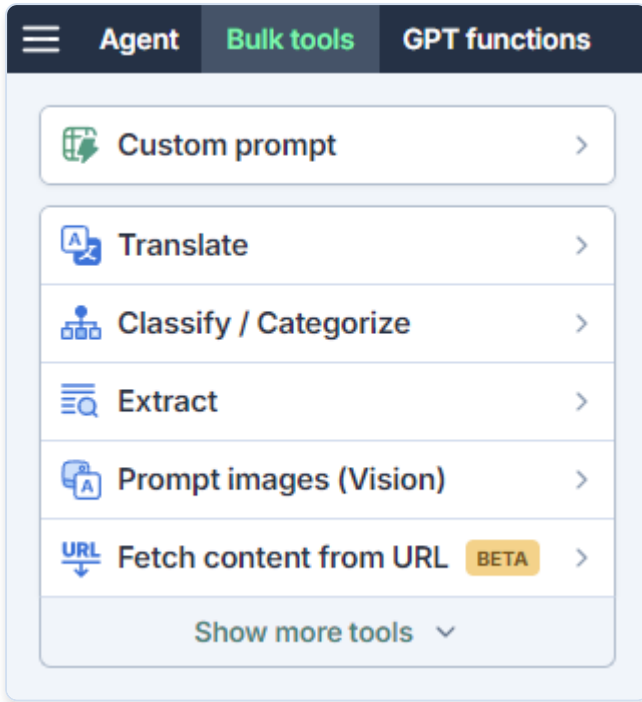 Agent Bulk tools GPT functions
Custom prompt
A
Translate
Classify / Categorize
Extract
A
Prompt images (Vision)
URL
Fetch content from URL BETA
Show more tools